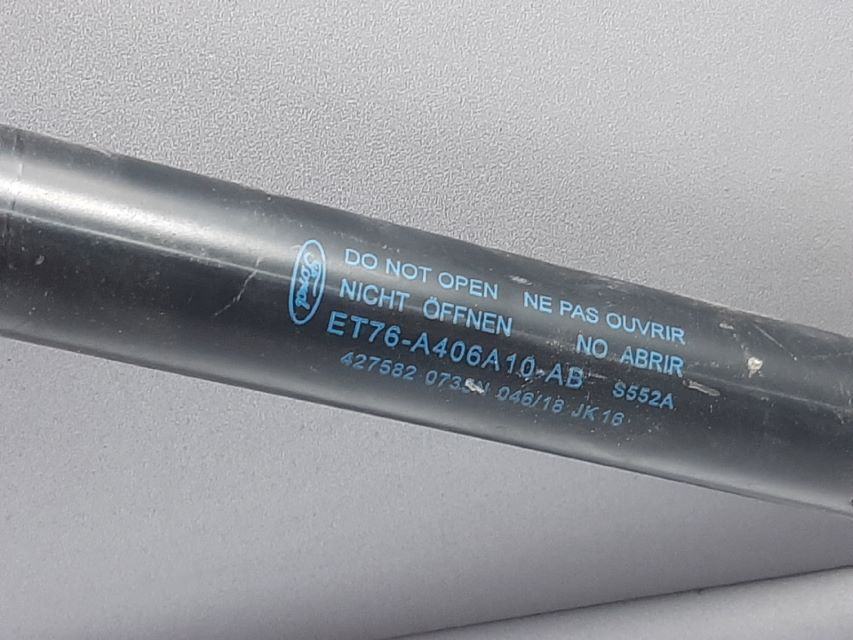 Ford
DO NOT OPEN NE PAS OUVRIR
NICHT ÖFFNEN NO ABRIR
ET76-A406A10-AB S552A
427582 046/18 JK16